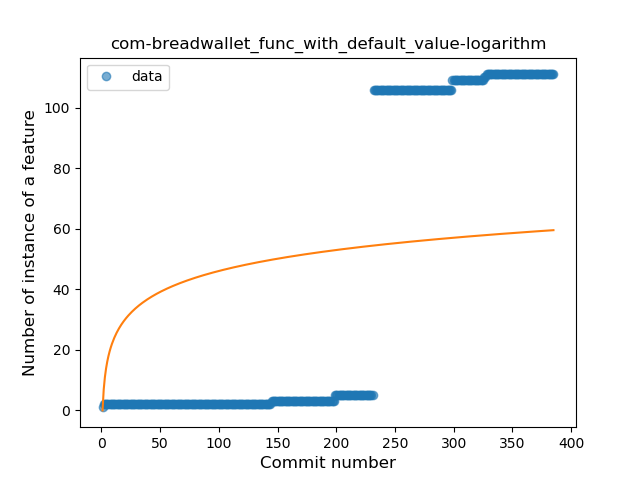 com-breadwallet_func_with_default_value-logarithm
data
Number of instance of a feature
100
80
60
40
20
0
0 50 100 150 200 250 300 350 400
Commit number